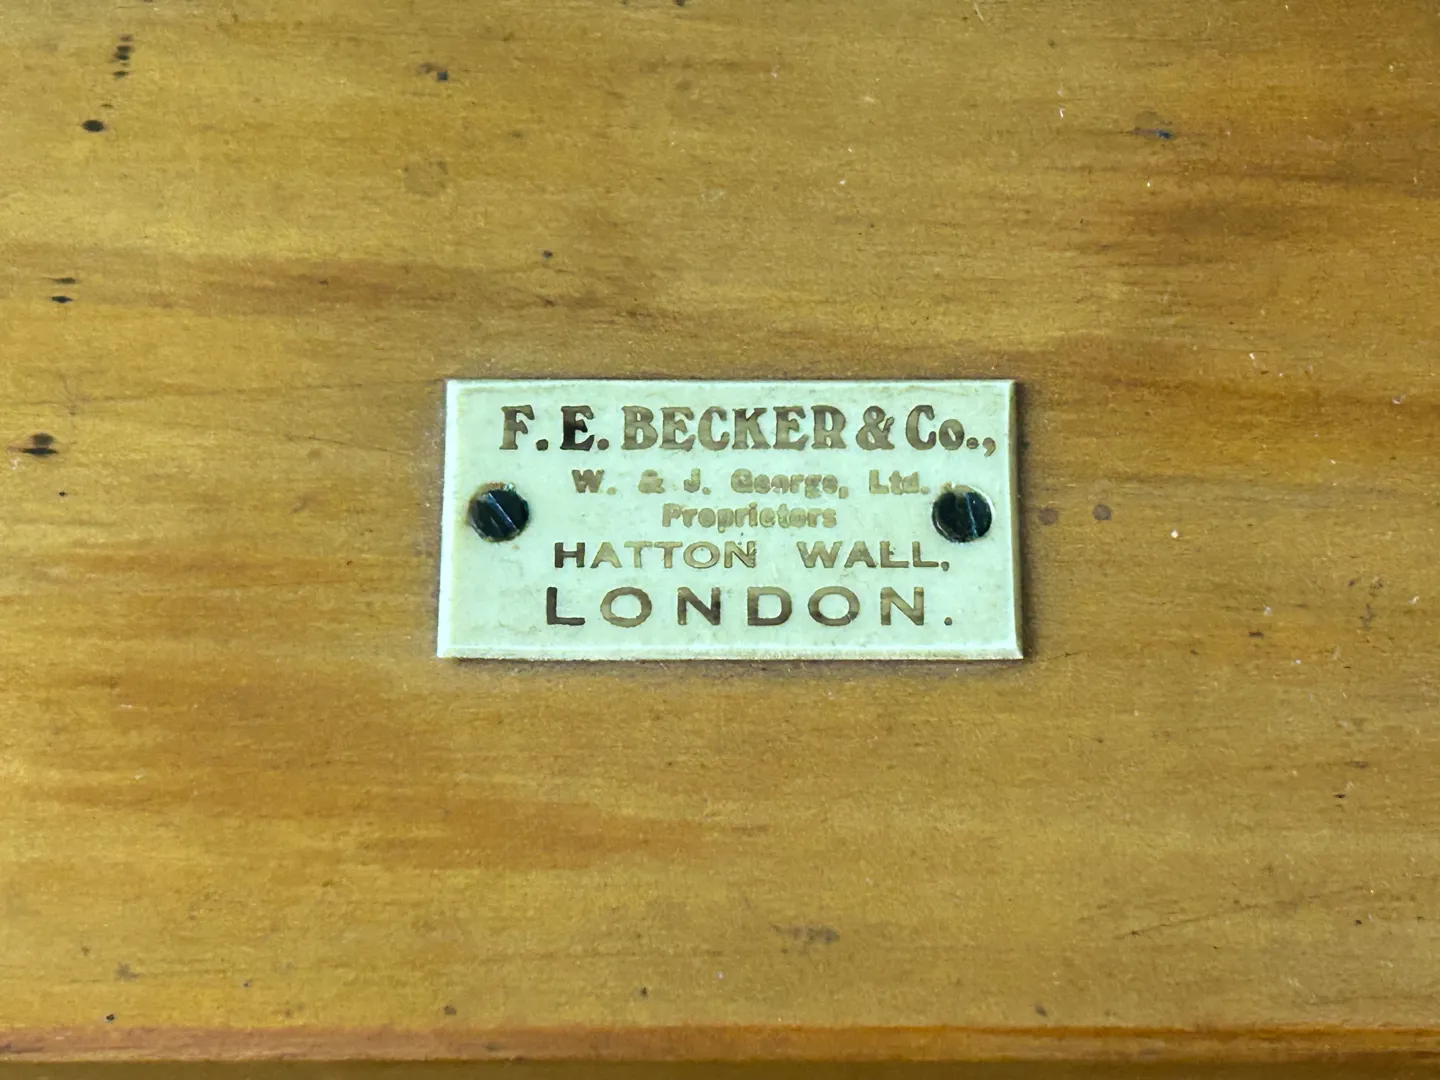 F. E. BECKER & Co.,
W. & J. George, Ltd.
Proprietors
HATTON WALL,
LONDON.